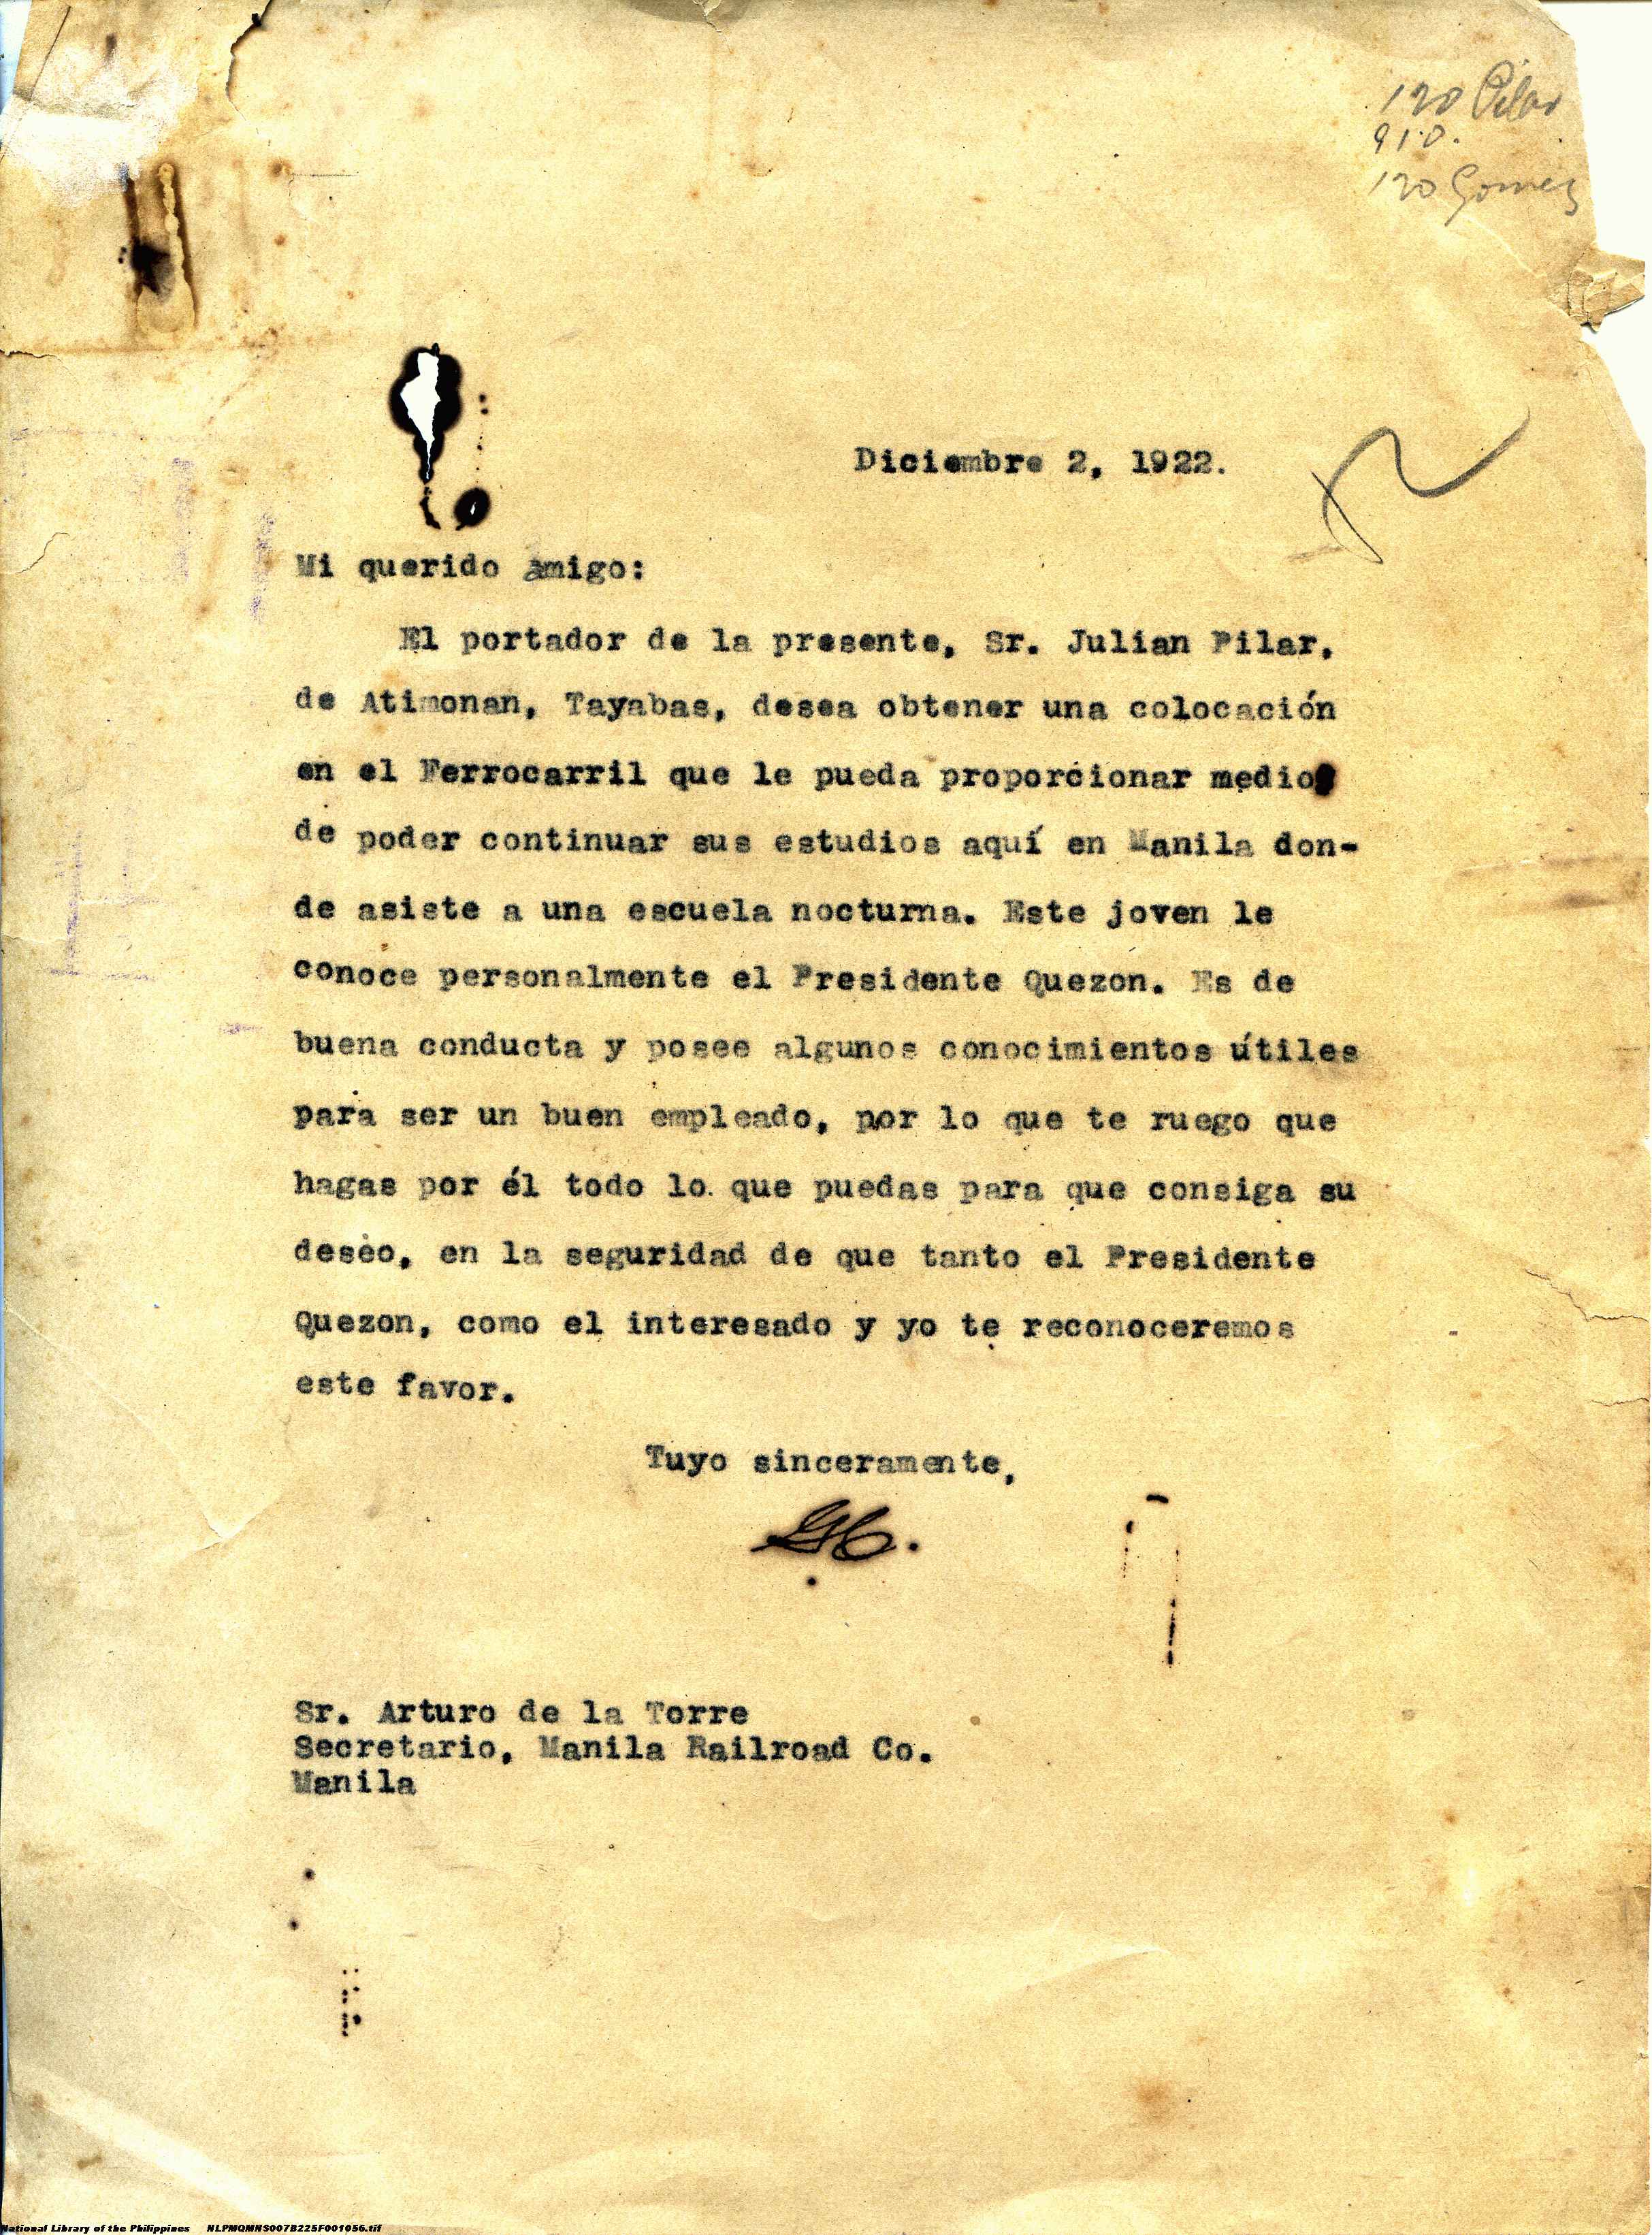 120 Pilar
910.
120 Gomez
Diciembre 2, 1922.
Mi querido amigo:
El portador de la presente, Sr. Julian Pilar,
de Atimonan, Tayabas, desea obtener una colocación
en el Ferrocarril que le pueda proporcionar medios
de poder continuar sus estudios aquí en Manila don-
de asiste a una escuela nocturna. Este joven le
conoce personalmente el Presidente Quezon. Es de
buena conducta y posee algunos conocimientos útiles
para ser un buen empleado, por lo que te ruego que
hagas por él todo lo que puedas para que consiga su
deseo, en la seguridad de que tanto el Presidente
Quezon, como el interesado y yo te reconoceremos
este favor.
Tuyo sinceramente,
Sr. Arturo de la Torre
Secretario, Manila Railroad Co.
Manila
National Library of the Philippines NLPMQMNS007B225F001056.tif